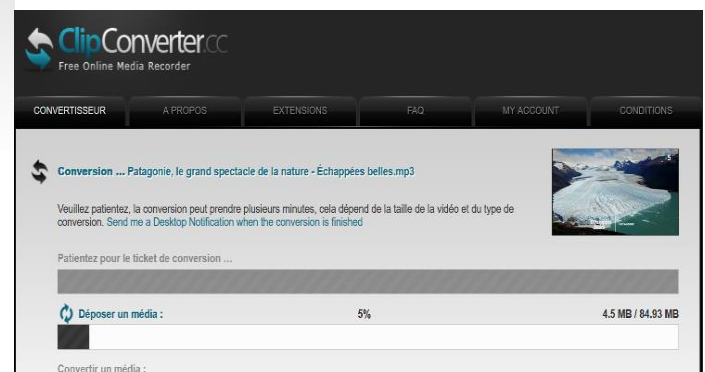 ClipConverter.cc
Free Online Media Recorder
CONVERTISSEUR A PROPOS EXTENSIONS FAQ MY ACCOUNT CONDITIONS
Conversion ... Patagonie, le grand spectacle de la nature - Échappées belles.mp3
Veuillez patientez, la conversion peut prendre plusieurs minutes, cela dépend de la taille de la vidéo et du type de
conversion. Send me a Desktop Notification when the conversion is finished
Patientez pour le ticket de conversion ...
Déposer un média : 5% 4.5 MB / 84.93 MB
Convertir un média :